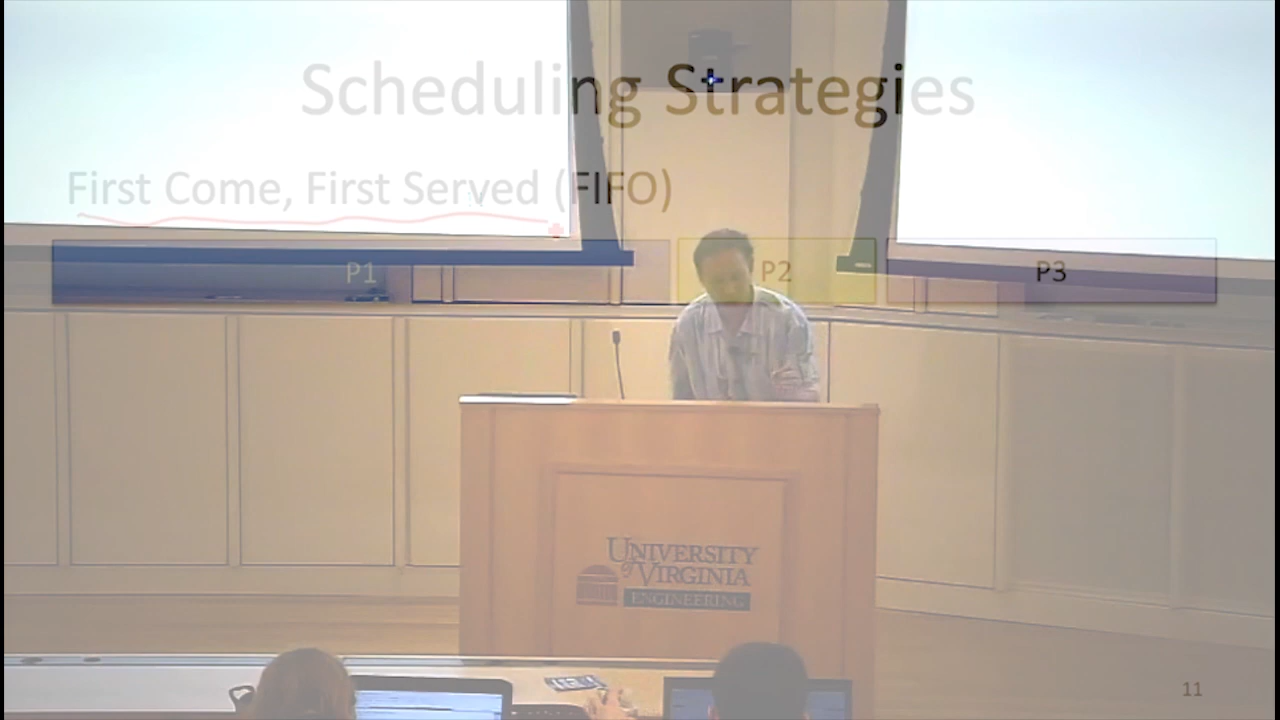 Scheduling Strategies
First Come, First Served (FIFO)
P1 P2 P3
UNIVERSITY
of VIRGINIA
ENGINEERING
11